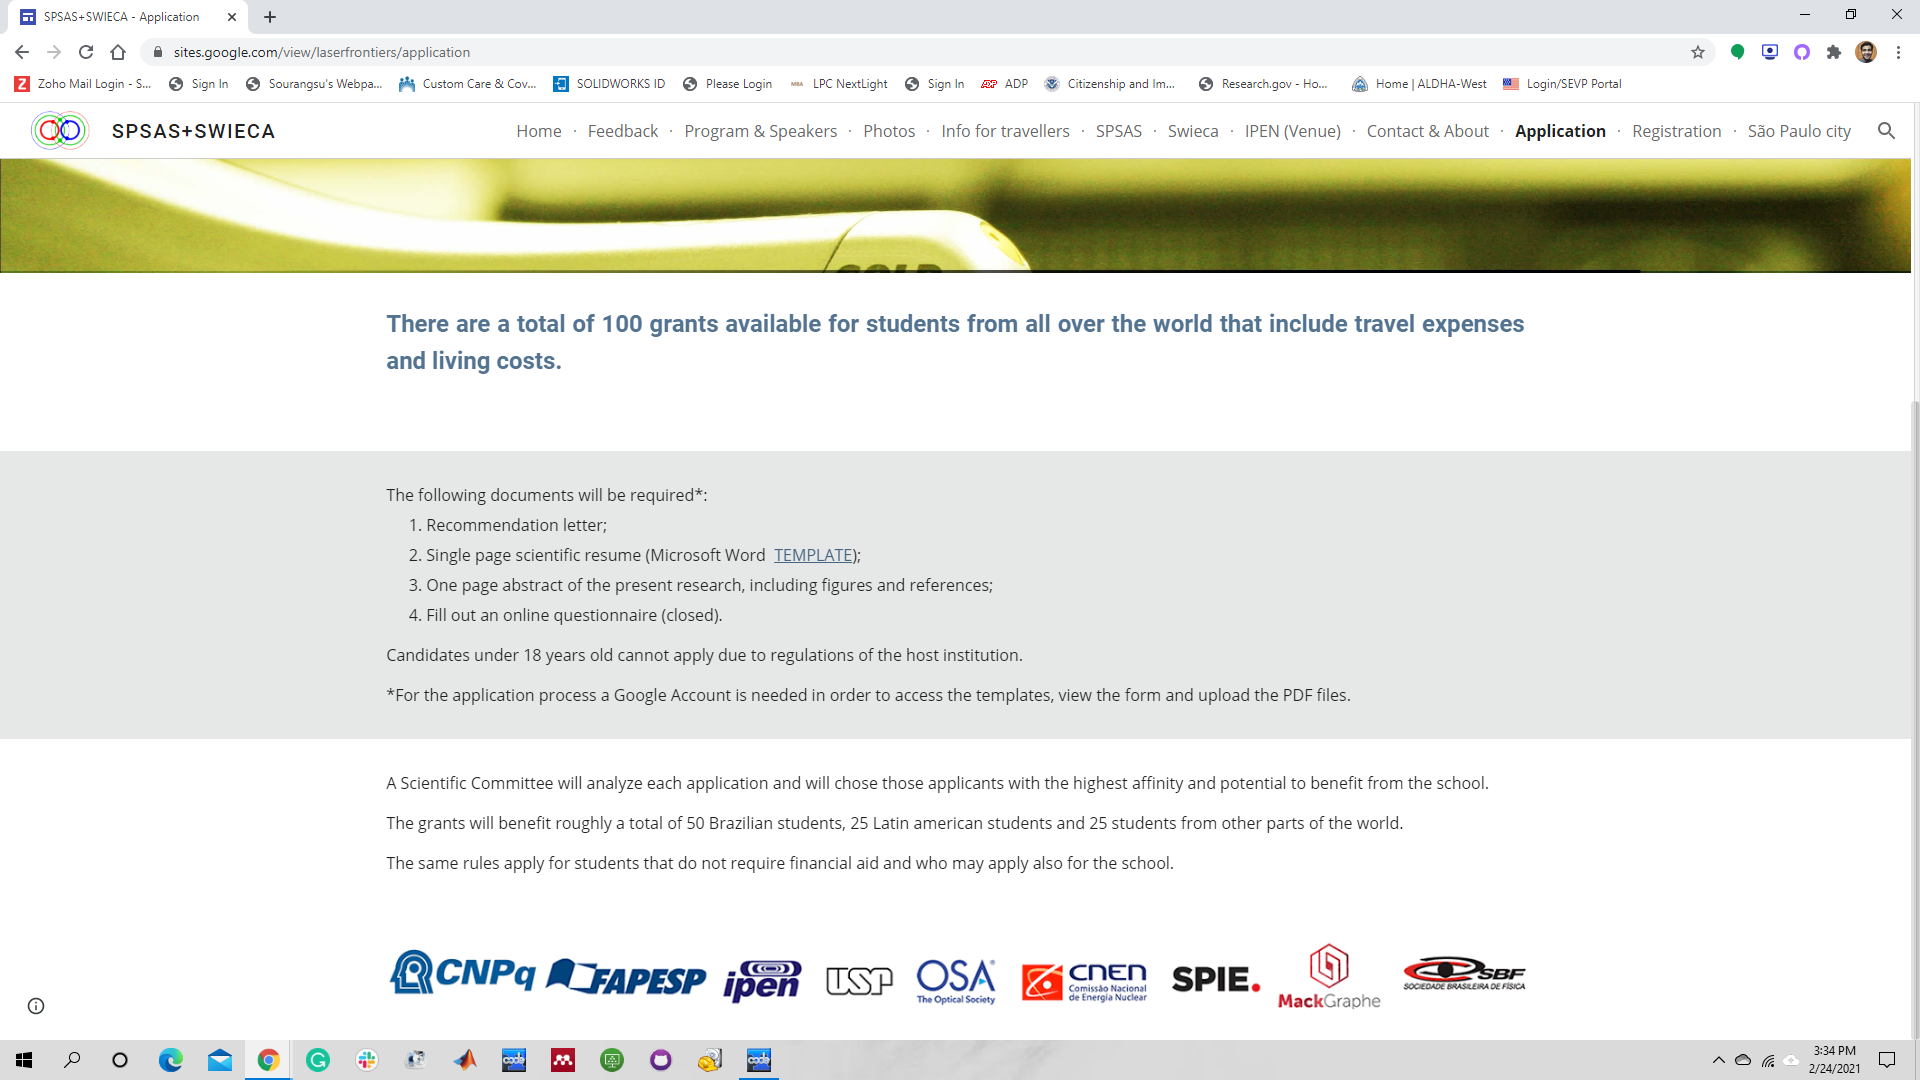 SPSAS+SWIECA - Application
sites.google.com/view/laserfrontiers/application
Zoho Mail Login - S... Sign In Sourangsu's Webpa... Custom Care & Cov... SOLIDWORKS ID Please Login MBA LPC NextLight Sign In ADP Citizenship and Im... Research.gov - Ho... Home | ALDHA-West Login/SEVP Portal
SPSAS+SWIECA Home · Feedback · Program & Speakers · Photos · Info for travellers · SPSAS · Swieca · IPEN (Venue) · Contact & About · Application · Registration · São Paulo city
GOLD
There are a total of 100 grants available for students from all over the world that include travel expenses
and living costs.
The following documents will be required*:
1. Recommendation letter;
2. Single page scientific resume (Microsoft Word TEMPLATE);
3. One page abstract of the present research, including figures and references;
4. Fill out an online questionnaire (closed).
Candidates under 18 years old cannot apply due to regulations of the host institution.
*For the application process a Google Account is needed in order to access the templates, view the form and upload the PDF files.
A Scientific Committee will analyze each application and will chose those applicants with the highest affinity and potential to benefit from the school.
The grants will benefit roughly a total of 50 Brazilian students, 25 Latin american students and 25 students from other parts of the world.
The same rules apply for students that do not require financial aid and who may apply also for the school.
CNPq FAPESP ipen USP OSA CNEN SPIE. MackGraphe SBF
The Optical Society
Comissão Nacional
de Energia Nuclear
SOCIEDADE BRASILEIRA DE FÍSICA
code code
3:34 PM
2/24/2021